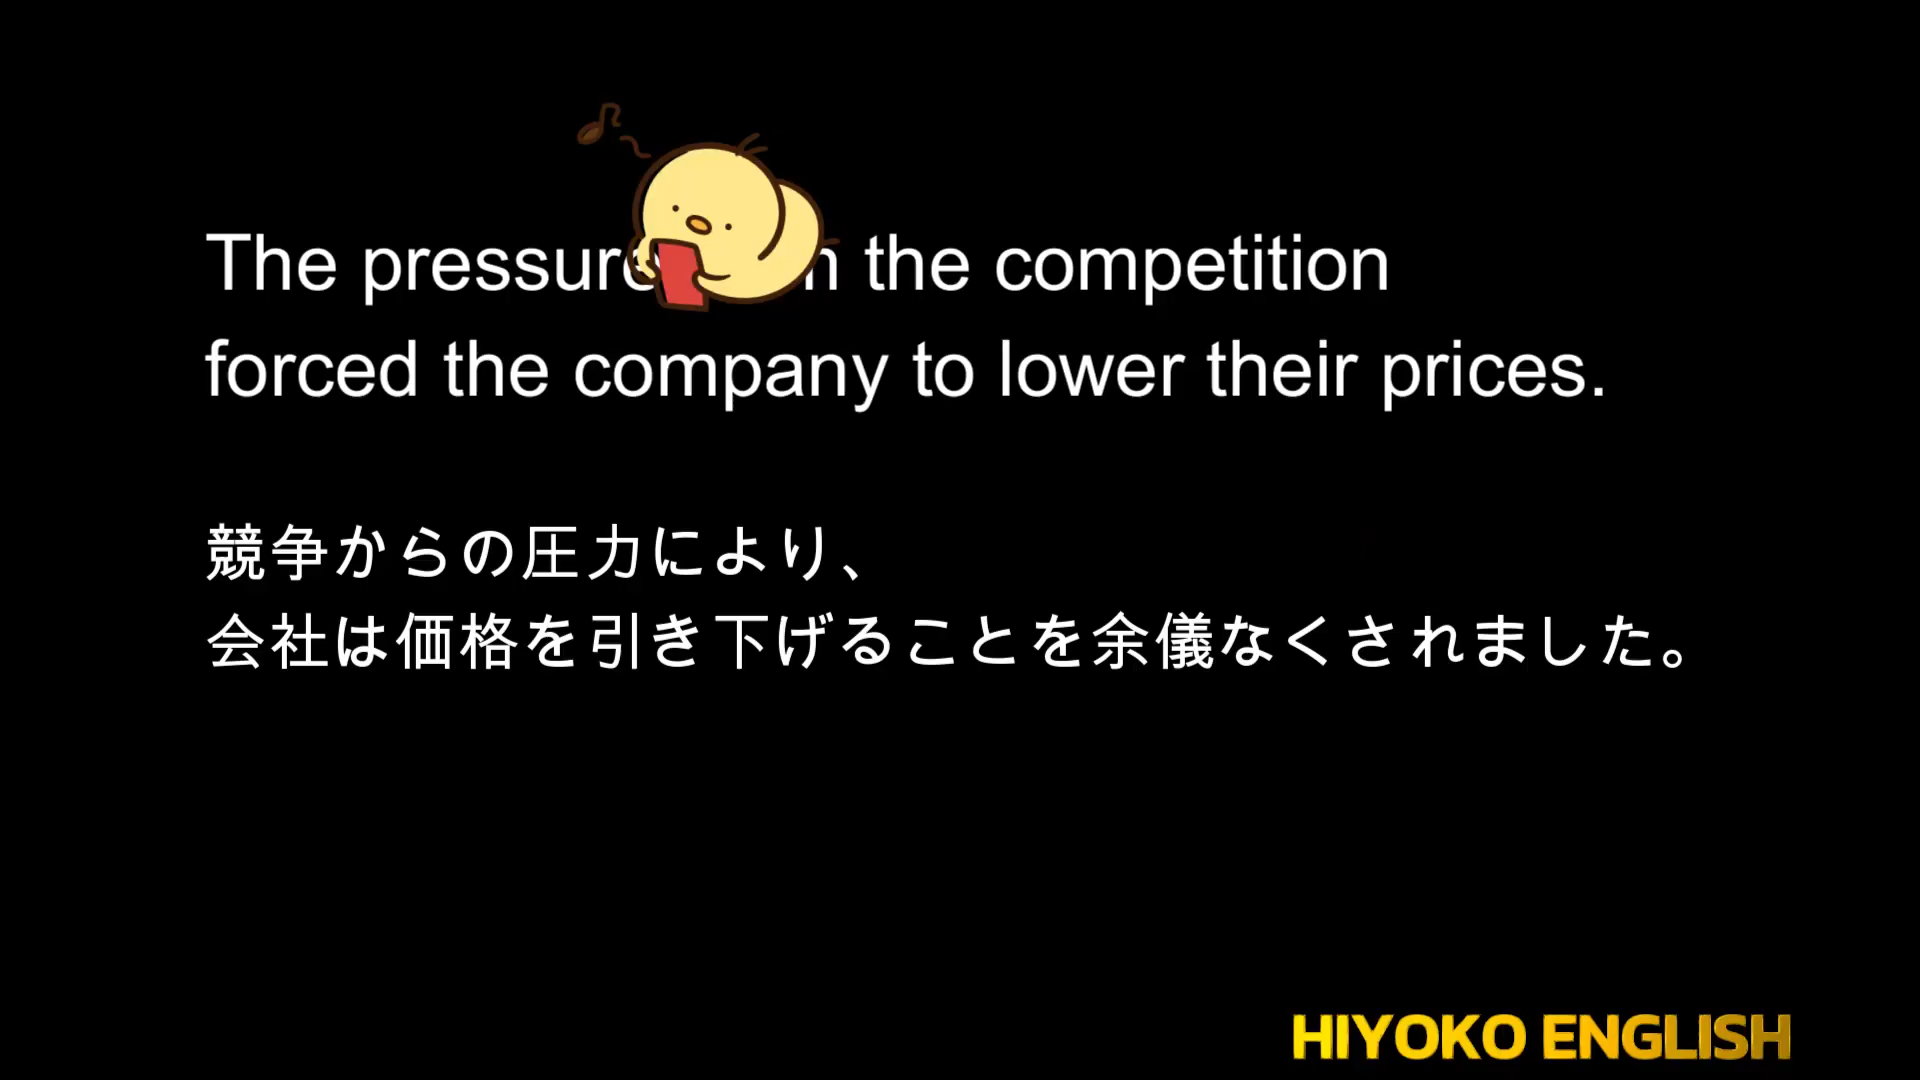 The pressure the competition
forced the company to lower their prices.
競争からの圧力により、
会社は価格を引き下げることを余儀なくされました。
HIYOKO ENGLISH